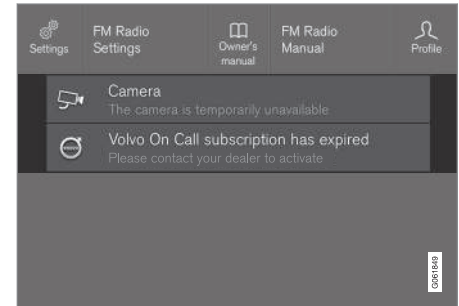 Settings
FM Radio
Settings
Owner's
manual
FM Radio
Manual
Profile
Camera
The camera is temporarily unavailable
Volvo On Call subscription has expired
Please contact your dealer to activate
G061849